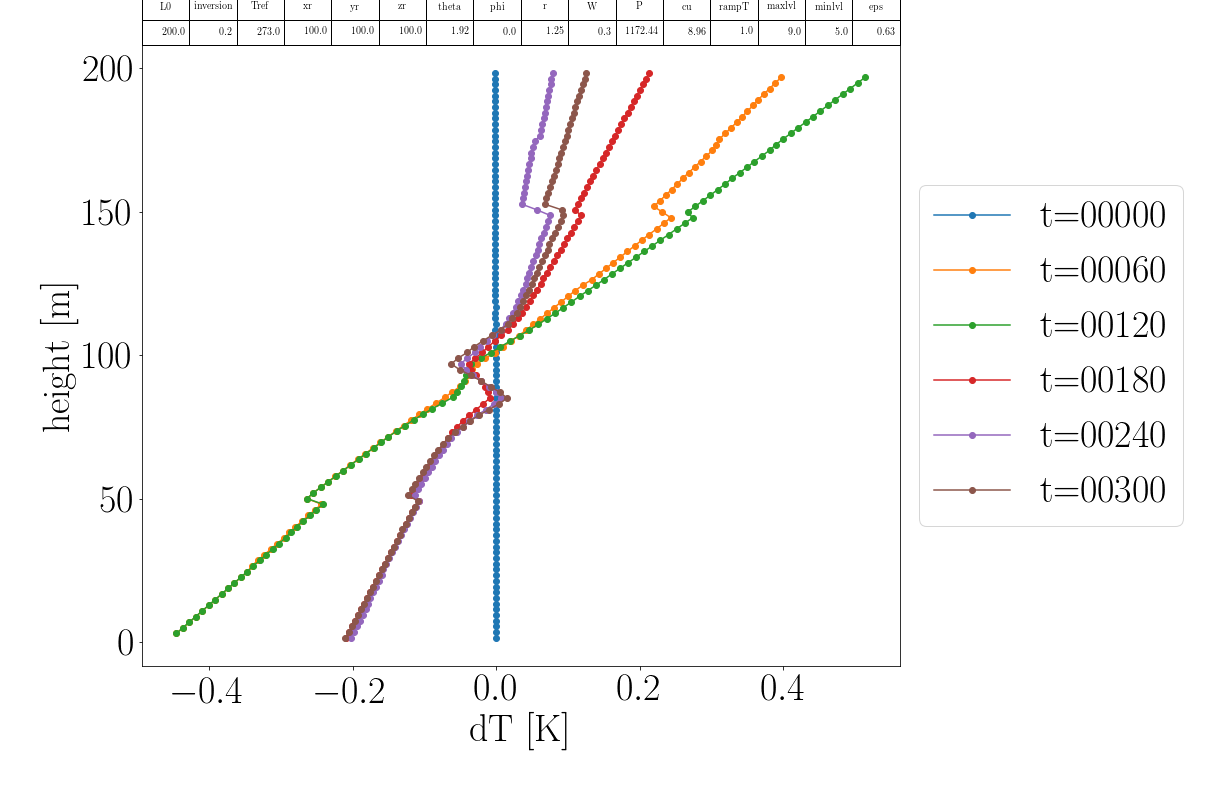 L0 inversion Tref xr yr zr theta phi r W P cu rampT maxlvl minlvl eps
200.0 0.2 273.0 100.0 100.0 100.0 1.92 0.0 1.25 0.3 1172.44 8.96 1.0 9.0 5.0 0.63
200
150
100
50
0
height [m]
−0.4 −0.2 0.0 0.2 0.4
dT [K]
t=00000
t=00060
t=00120
t=00180
t=00240
t=00300